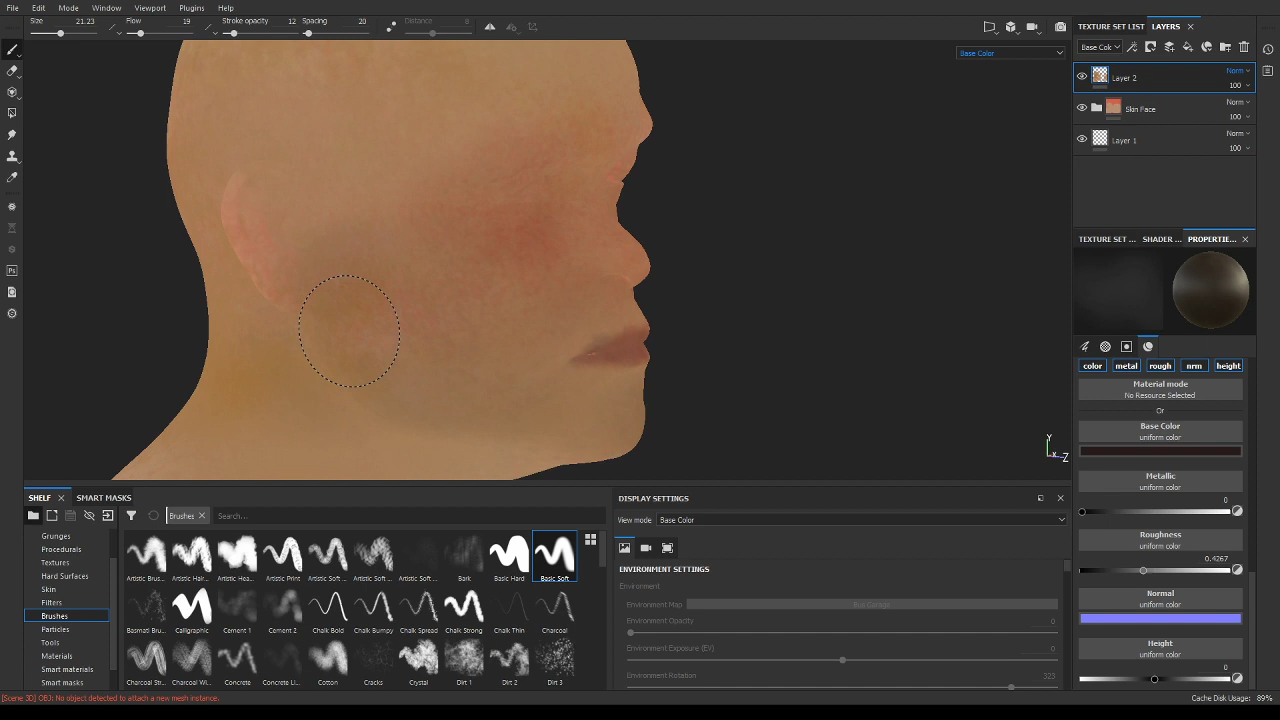 File Edit Mode Window Viewport Plugins Help
Size 21.23 Flow 19 Stroke opacity 12 Spacing 20 Distance 8
TEXTURE SET LIST LAYERS
Base Color
Base Col
Layer 2 Norm 100
Skin Face Norm 100
Layer 1 Norm 100
TEXTURE SET ... SHADER ... PROPERTIE...
Ps
color metal rough nrm height
Material mode
No Resource Selected
Or
Base Color
uniform color
Metallic
uniform color
0
Roughness
uniform color
0.4267
Normal
uniform color
Height
uniform color
0
Y
X
Z
SHELF SMART MASKS
Brushes Search...
Grunges
Procedurals
Textures
Hard Surfaces
Skin
Filters
Brushes
Particles
Tools
Materials
Smart materials
Smart masks
Artistic Brus... Artistic Hair... Artistic Hea... Artistic Print Artistic Soft ... Artistic Soft ... Artistic Soft ... Bark Basic Hard Basic Soft
Basmati Bru... Calligraphic Cement 1 Cement 2 Chalk Bold Chalk Bumpy Chalk Spread Chalk Strong Chalk Thin Charcoal
Charcoal Str... Charcoal Wi... Concrete Concrete Li... Cotton Cracks Crystal Dirt 1 Dirt 2 Dirt 3
DISPLAY SETTINGS
View mode Base Color
ENVIRONMENT SETTINGS
Environment
Environment Map
Environment Opacity 0
Environment Exposure (EV) 0
Environment Rotation 323
[Scene 3D] OBJ: No object detected to attach a new mesh instance.
Cache Disk Usage: 89%